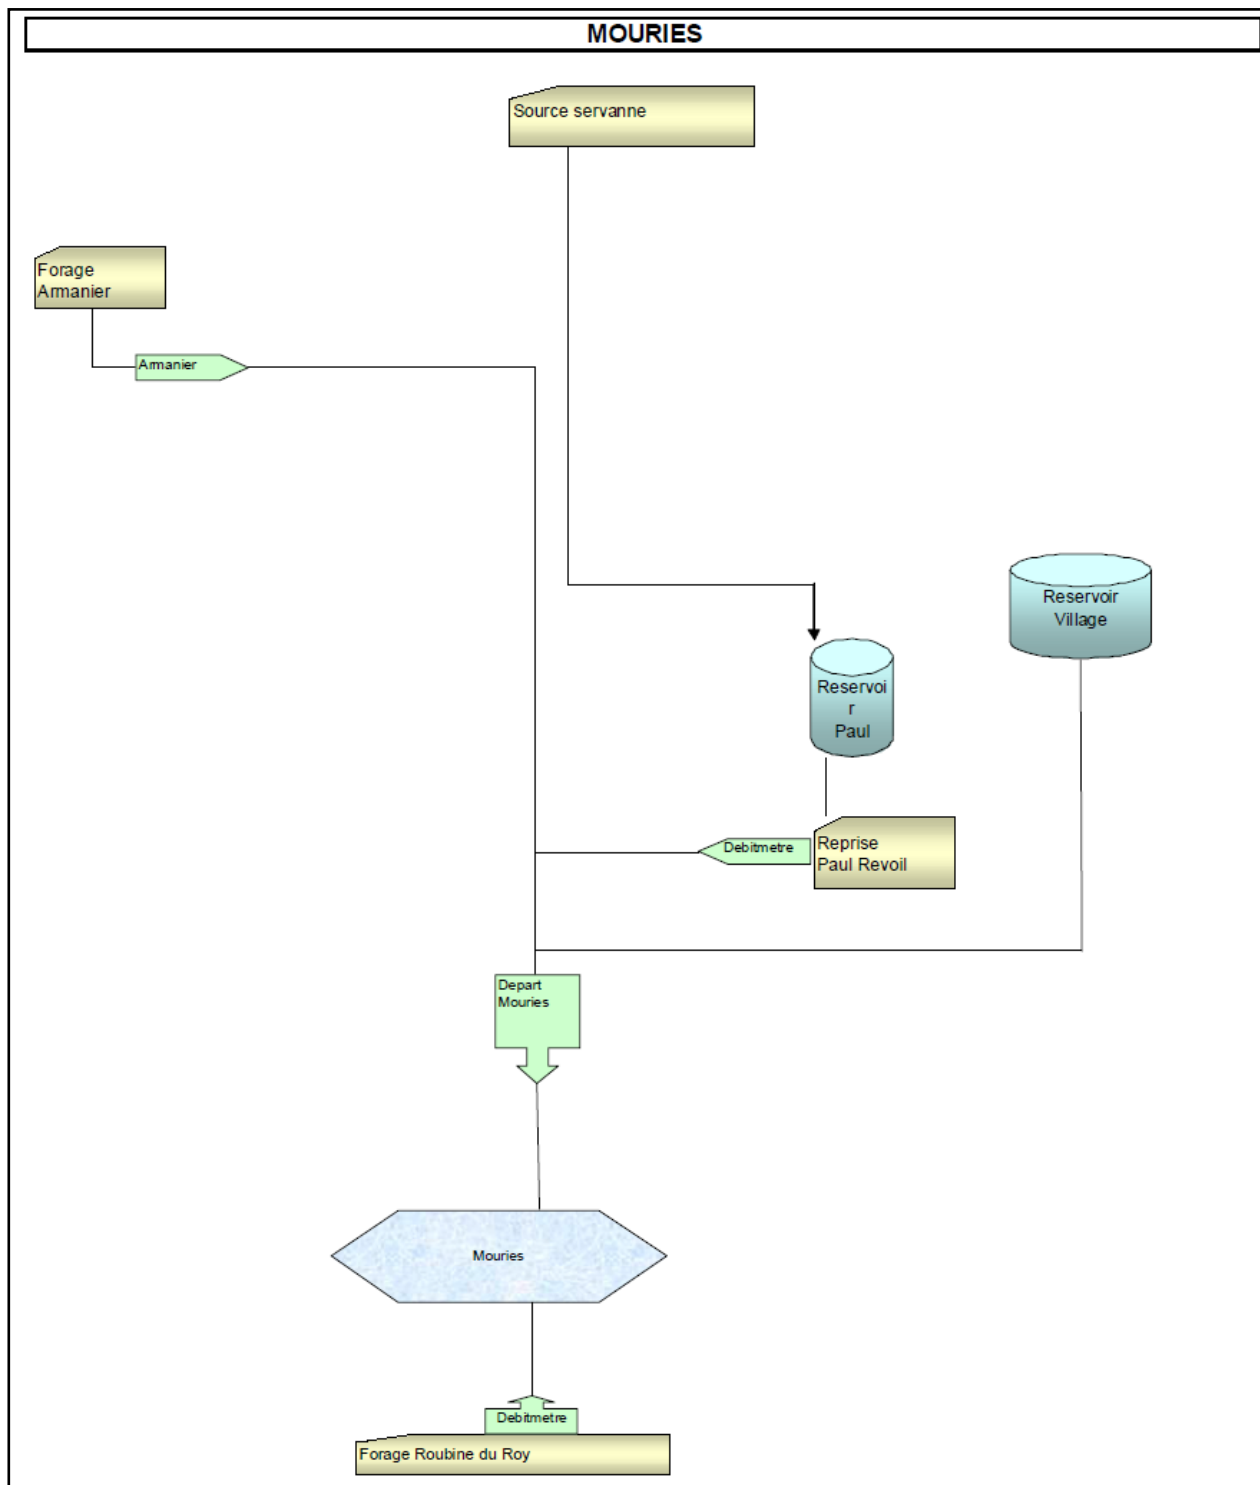 MOURIES
Source servanne
Forage
Armanier
Armanier
Reservoir
Village
Reservoi
r
Paul
Debitmetre
Reprise
Paul Revoil
Depart
Mouries
Mouries
Debitmetre
Forage Roubine du Roy